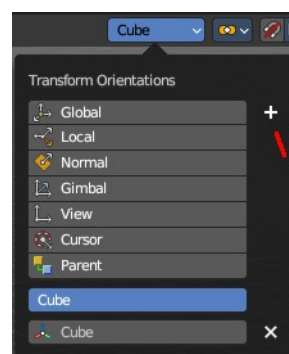 Cube
Transform Orientations
Global
Local
Normal
Gimbal
View
Cursor
Parent
Cube
Cube